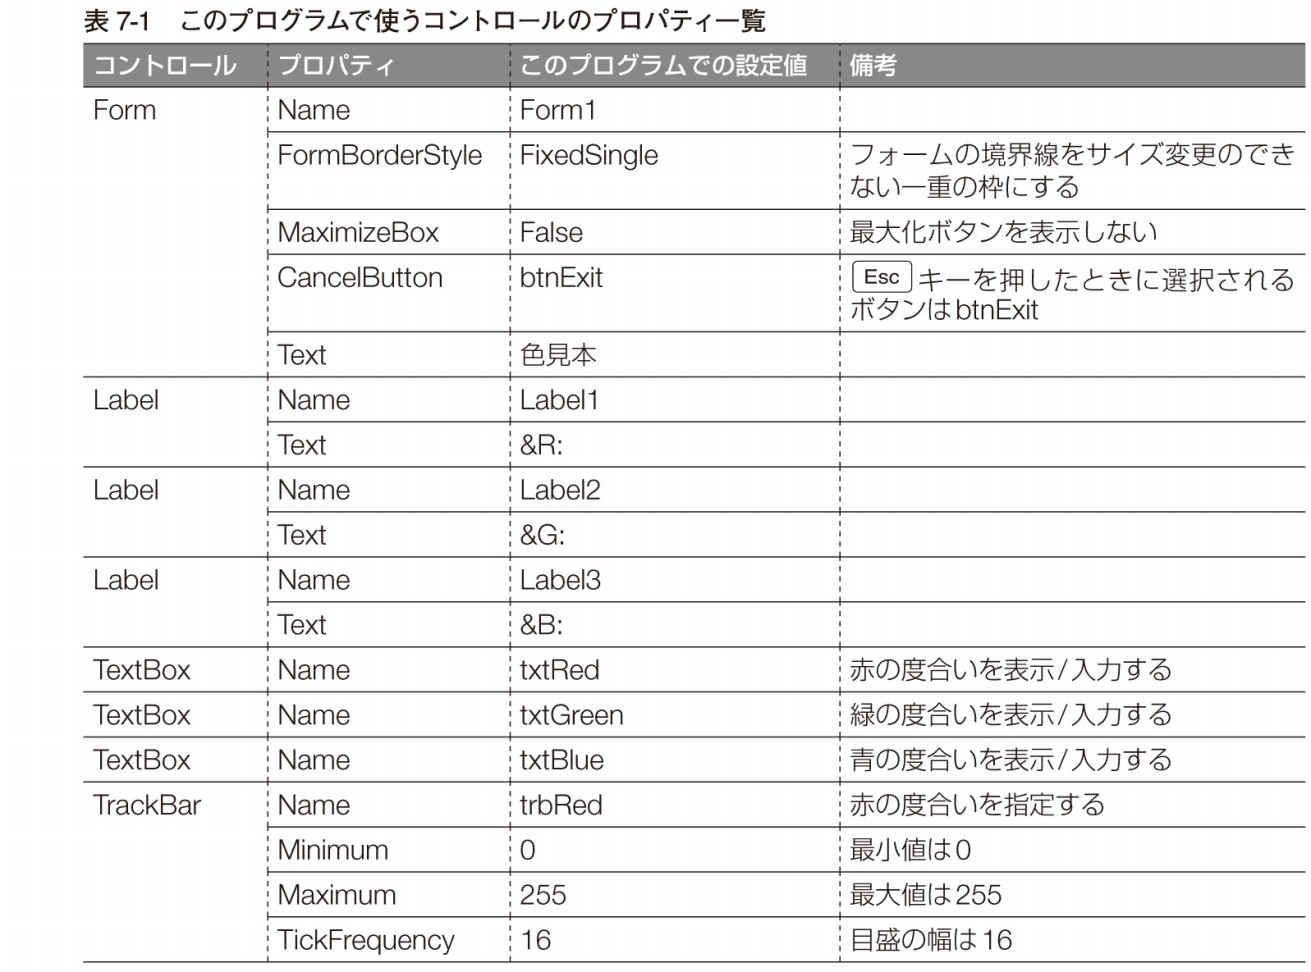 表 7-1 このプログラムで使うコントロールのプロパティ一覧
コントロール プロパティ このプログラムでの設定値 備考
Form Name Form1
FormBorderStyle FixedSingle フォームの境界線をサイズ変更のでき
ない一重の枠にする
MaximizeBox False 最大化ボタンを表示しない
CancelButton btnExit Esc キーを押したときに選択される
ボタンは btnExit
Text 色見本
Label Name Label1
Text &R:
Label Name Label2
Text &G:
Label Name Label3
Text &B:
TextBox Name txtRed 赤の度合いを表示/入力する
TextBox Name txtGreen 緑の度合いを表示/入力する
TextBox Name txtBlue 青の度合いを表示/入力する
TrackBar Name trbRed 赤の度合いを指定する
Minimum 0 最小値は0
Maximum 255 最大値は255
TickFrequency 16 目盛の幅は16